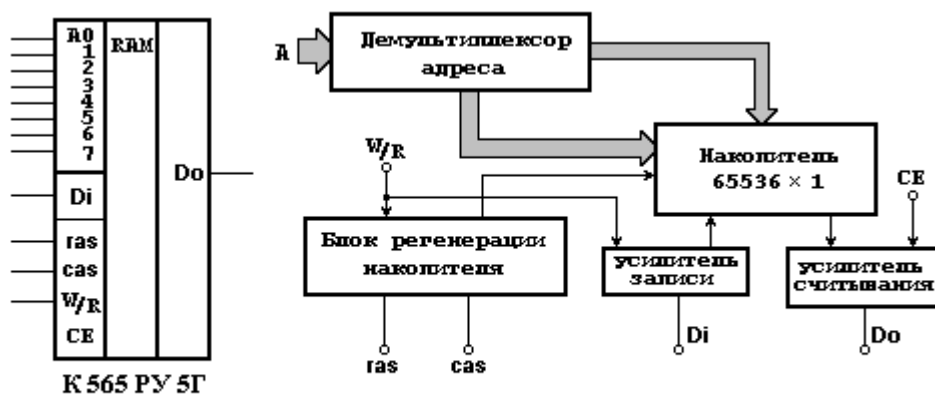 A0
1
2
3
4
5
6
7
RAM
Di
ras
cas
W/R
CE
Do
К 565 РУ 5Г
A
Демультиплексор
адреса
W/R
Накопитель
65536 × 1
CE
Блок регенерации
накопителя
усилитель
записи
усилитель
считывания
ras
cas
Di
Do